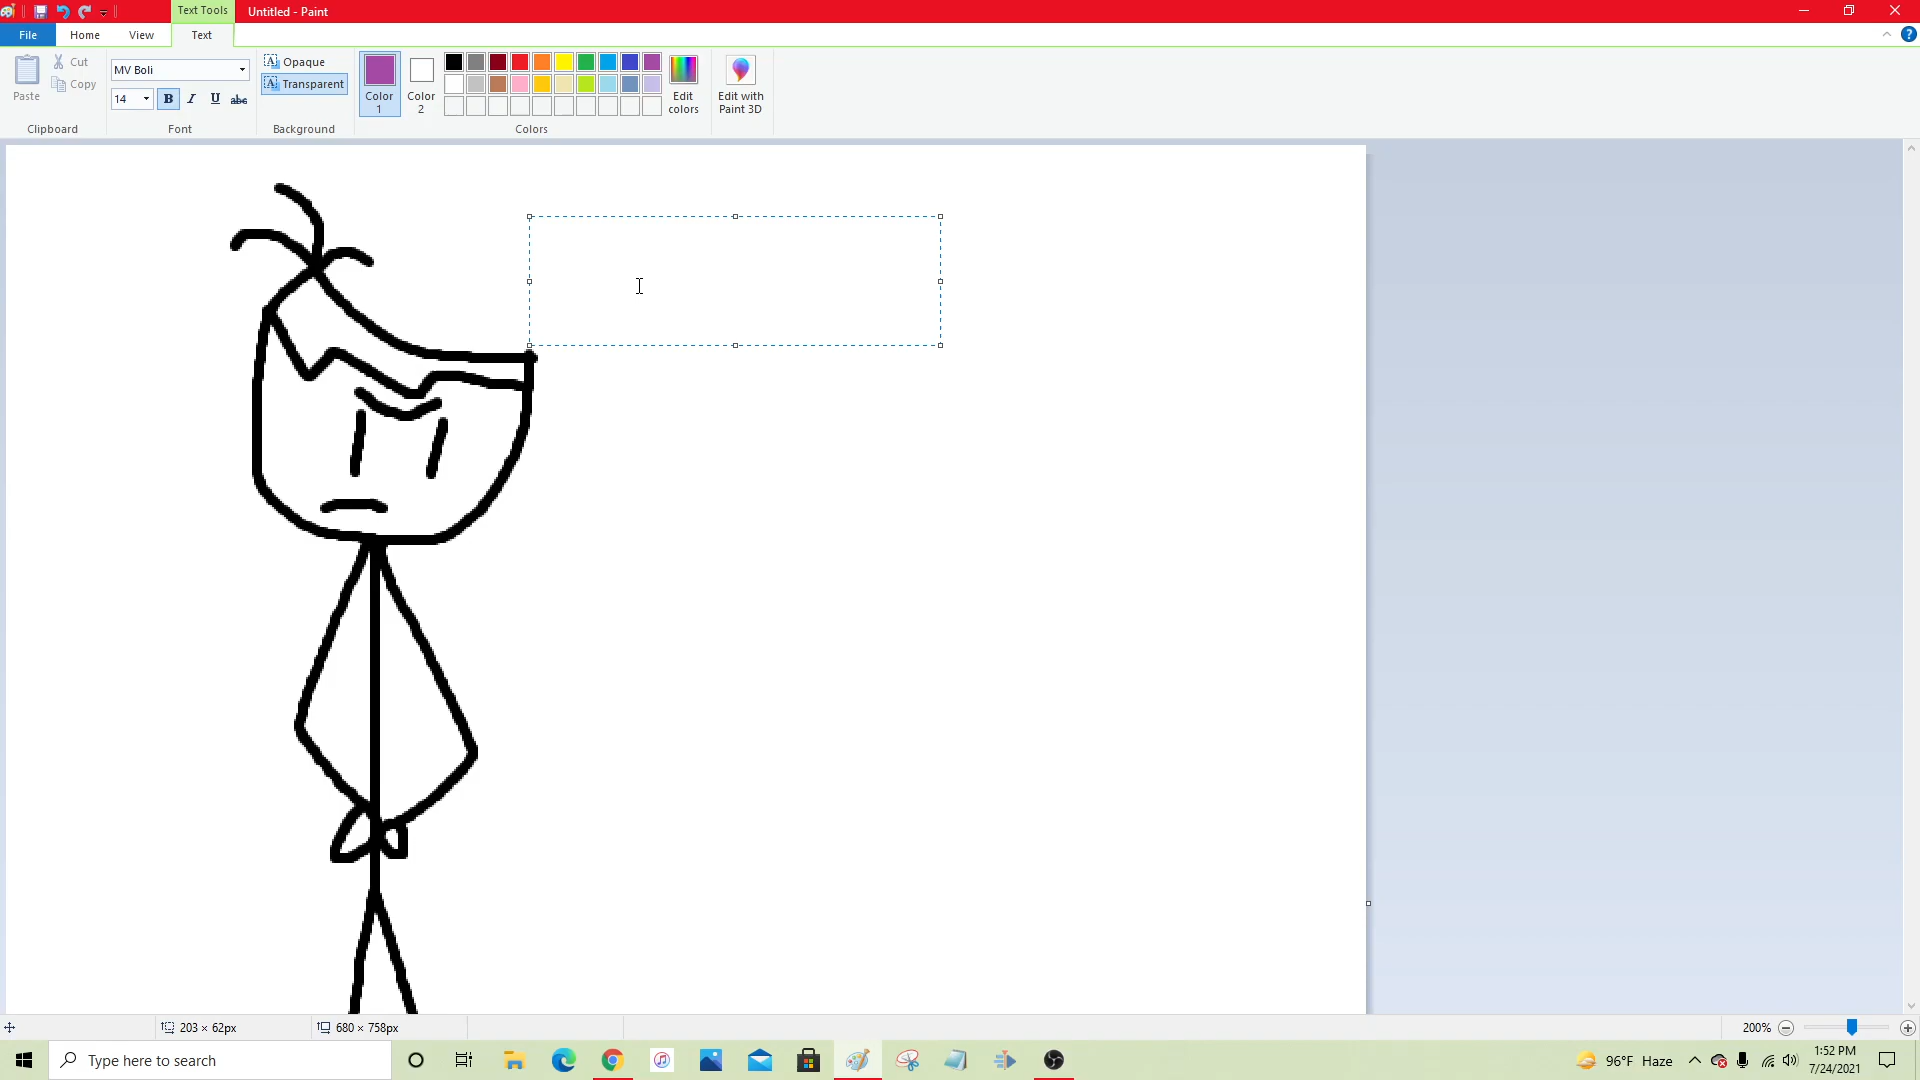 Text Tools
Untitled - Paint
File
Home
View
Text
Paste
Cut
Copy
Clipboard
MV Boli
14
B
I
U
abc
Font
A Opaque
A Transparent
Background
Color 1
Color 2
Edit colors
Colors
Edit with Paint 3D
203 × 62px
680 × 758px
200%
Type here to search
96°F Haze
1:52 PM
7/24/2021